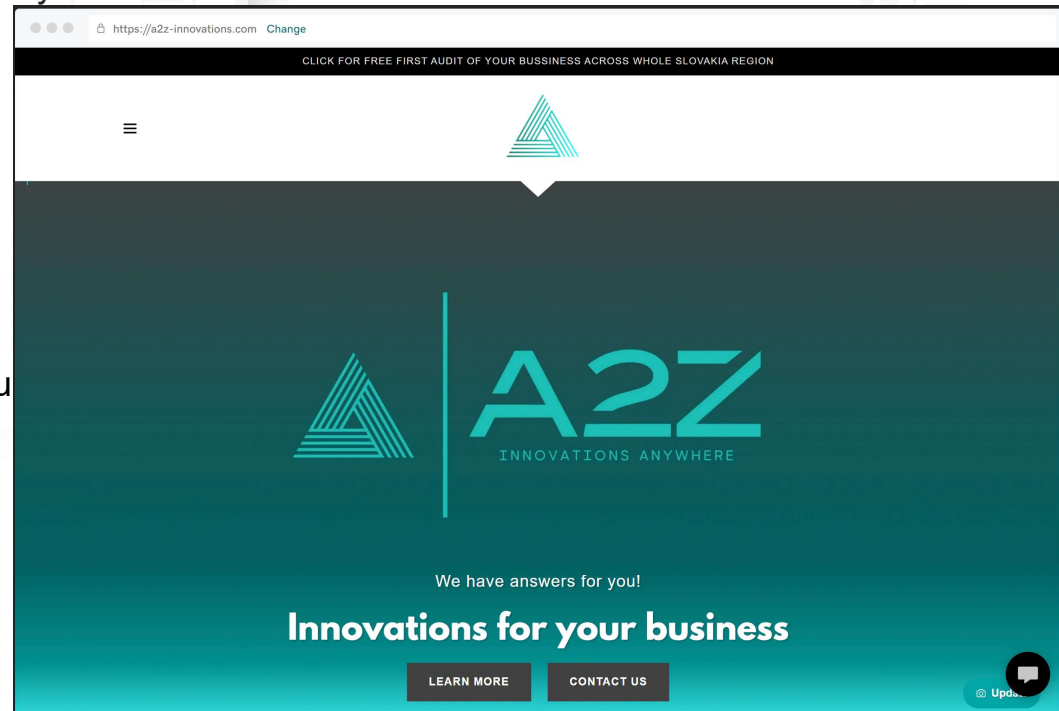 https://a2z-innovations.com Change
CLICK FOR FREE FIRST AUDIT OF YOUR BUSSINESS ACROSS WHOLE SLOVAKIA REGION
A2Z
INNOVATIONS ANYWHERE
We have answers for you!
Innovations for your business
LEARN MORE CONTACT US